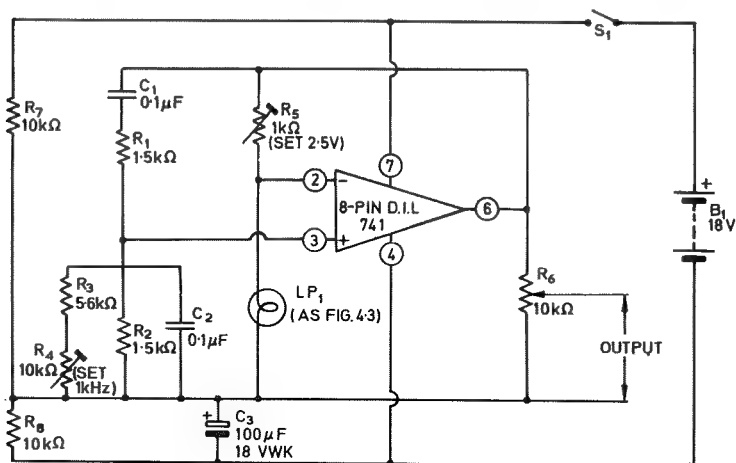 S1
C1
0·1µF
R7
10kΩ
R5
1kΩ
(SET 2.5V)
R1
1·5kΩ
7
2
−
8-PIN D.I.L
741
6
3
+
4
+
B1
18V
R3
5.6kΩ
R6
10kΩ
LP1
(AS FIG.4·3)
R2
1·5kΩ
C2
0·1µF
R4
10kΩ
(SET
1kHz)
OUTPUT
R8
10kΩ
+
C3
100µF
18 VWK